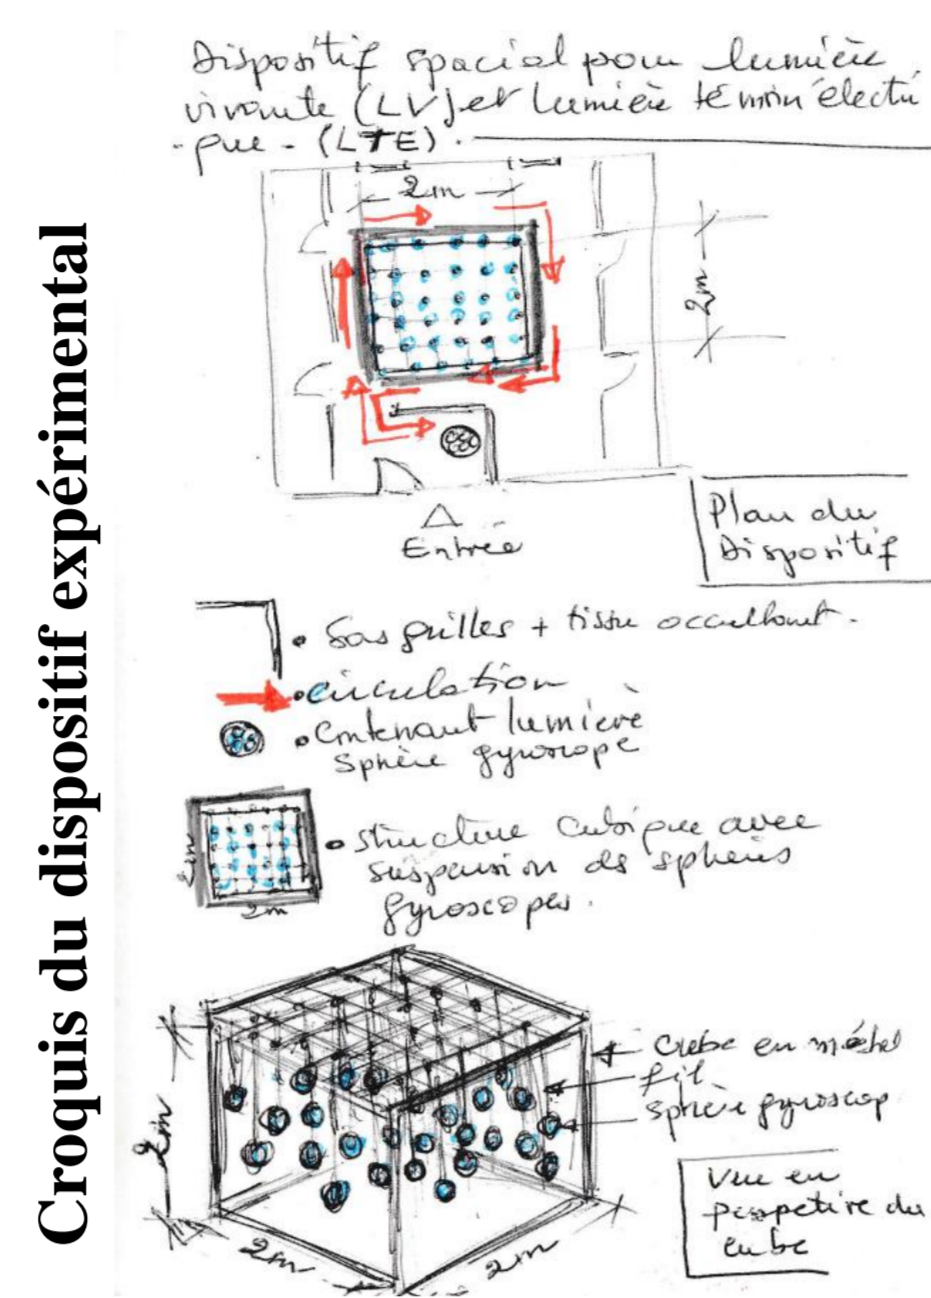 Croquis du dispositif expérimental
Dispositif spacial pour lumière
vivante (LV) et lumière témoin électri
-que - (LTE).
2m
2m
Entrée
Plan du
Dispositif
• Sas grilles + tissu occultant.
• circulation
• Contenant lumière
sphère gyroscope
2m
2m
• structure cubique avec
suspension des sphères
gyroscopes.
Cube en métal
fil
Sphère gyroscop
2m
2m
2m
Vue en
perspetive du
cube